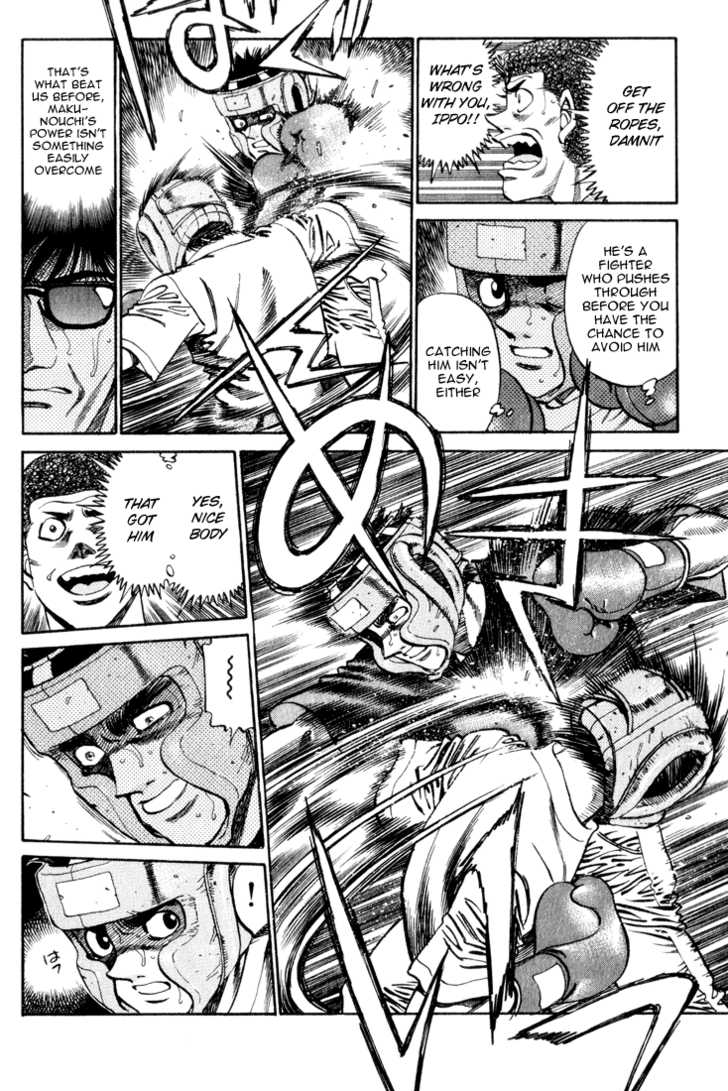 GET
OFF THE
ROPES,
DAMNIT
WHAT'S
WRONG
WITH YOU,
IPPO!!
HE'S A
FIGHTER
WHO PUSHES
THROUGH
BEFORE YOU
HAVE THE
CHANCE TO
AVOID HIM
CATCHING
HIM ISN'T
EASY,
EITHER
THAT'S
WHAT BEAT
US BEFORE,
MAKU-
NOUCHI'S
POWER ISN'T
SOMETHING
EASILY
OVERCOME
YES,
NICE
BODY
THAT
GOT
HIM
!
はっ